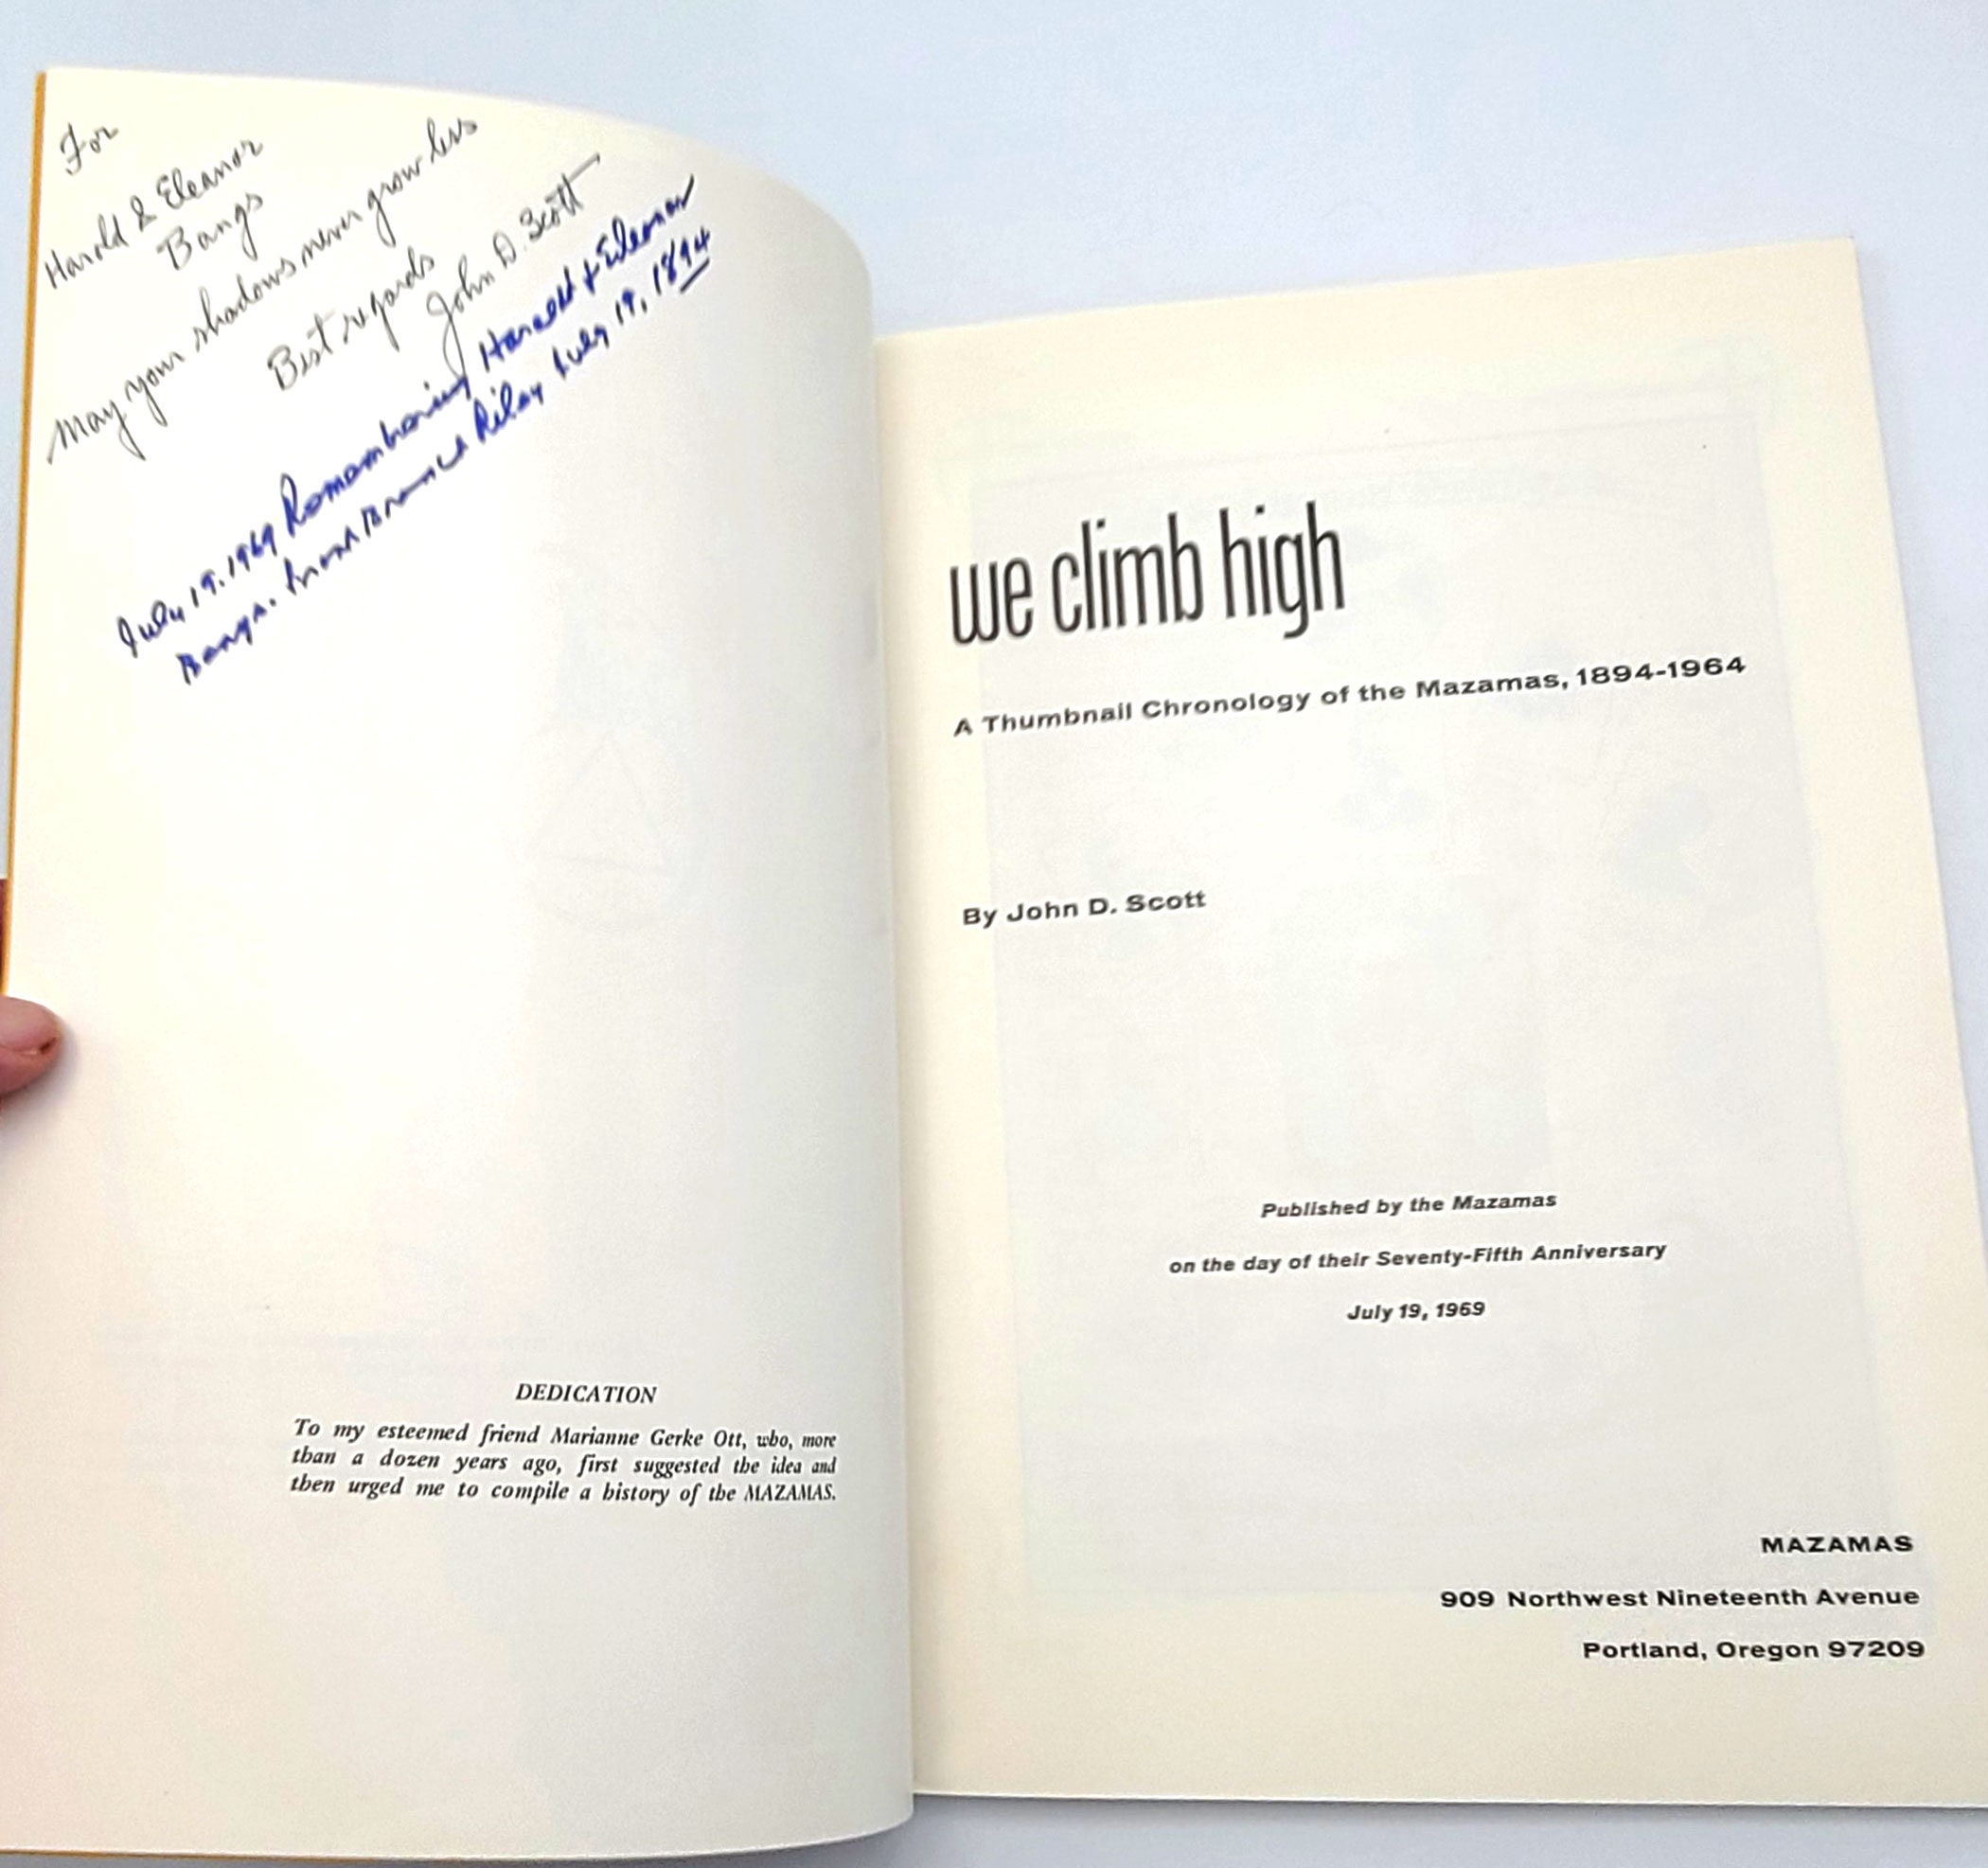 For
Harold & Eleanor
Bangs
May your shadows never grow less
Best regards
John D. Scott
July 19, 1969 Remembering Harold + Eleanor
Bangs. from Riley July 19, 1894
DEDICATION
To my esteemed friend Marianne Gerke Ott, who, more
than a dozen years ago, first suggested the idea and
then urged me to compile a history of the MAZAMAS.
we climb high
A Thumbnail Chronology of the Mazamas, 1894-1964
By John D. Scott
Published by the Mazamas
on the day of their Seventy-Fifth Anniversary
July 19, 1969
MAZAMAS
909 Northwest Nineteenth Avenue
Portland, Oregon 97209